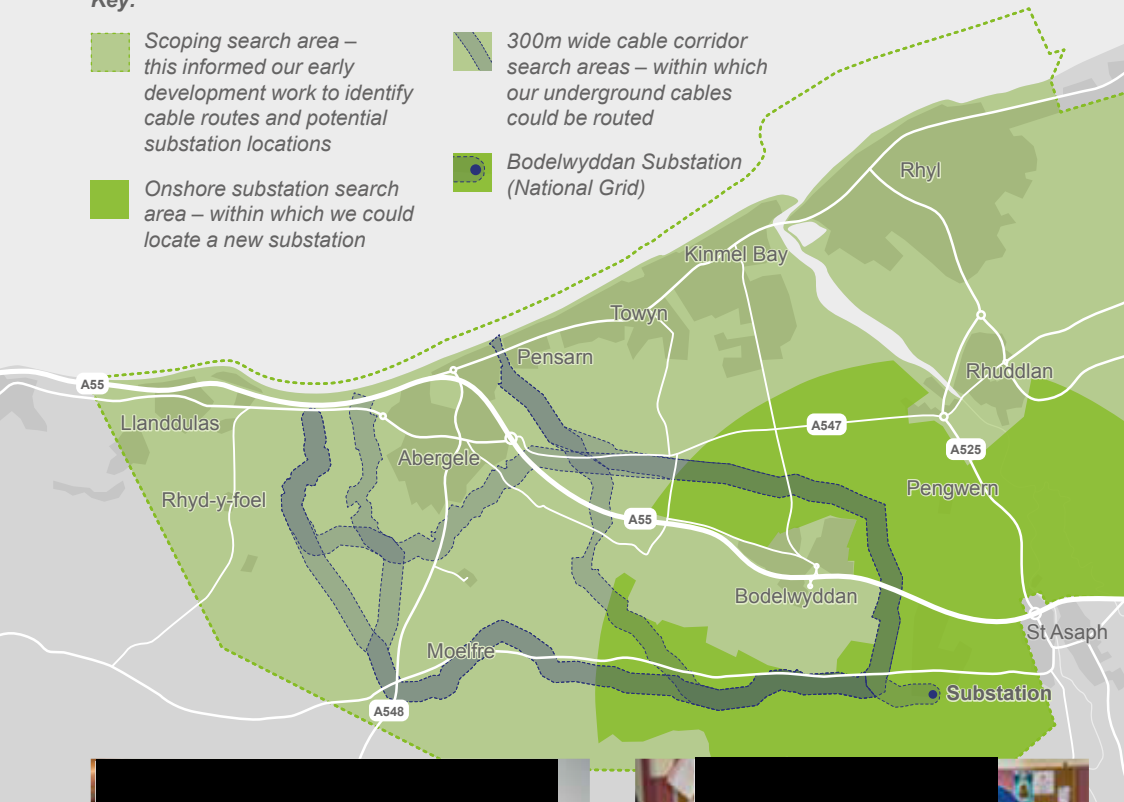 Key:
Scoping search area –
this informed our early
development work to identify
cable routes and potential
substation locations
Onshore substation search
area – within which we could
locate a new substation
300m wide cable corridor
search areas – within which
our underground cables
could be routed
Bodelwyddan Substation
(National Grid)
Rhyl
Kinmel Bay
Towyn
Pensarn
Rhuddlan
A55
Llanddulas
A547
A525
Abergele
Pengwern
Rhyd-y-foel
A55
Bodelwyddan
St Asaph
Moelfre
Substation
A548